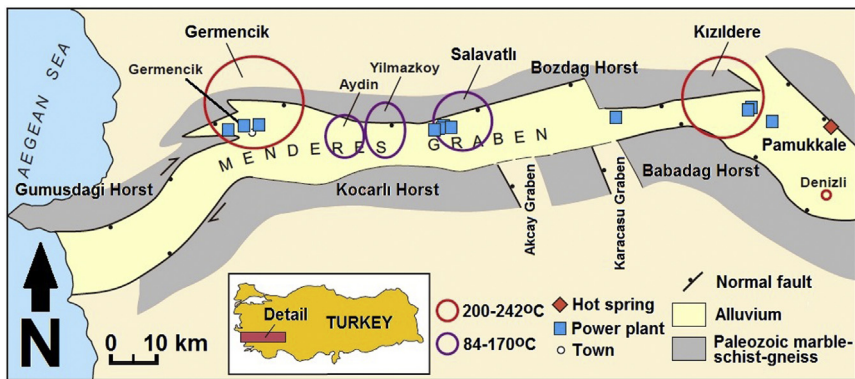 AEGEAN SEA
Germencik
Germencik
Aydin
Yilmazkoy
Salavatlı
Bozdag Horst
Kızıldere
MENDERES GRABEN
Pamukkale
Denizli
Gumusdagi Horst
Kocarlı Horst
Akcay Graben
Karacasu Graben
Babadag Horst
N
0 10 km
Detail
TURKEY
200-242ºC
84-170ºC
Hot spring
Power plant
Town
Normal fault
Alluvium
Paleozoic marble-
schist-gneiss